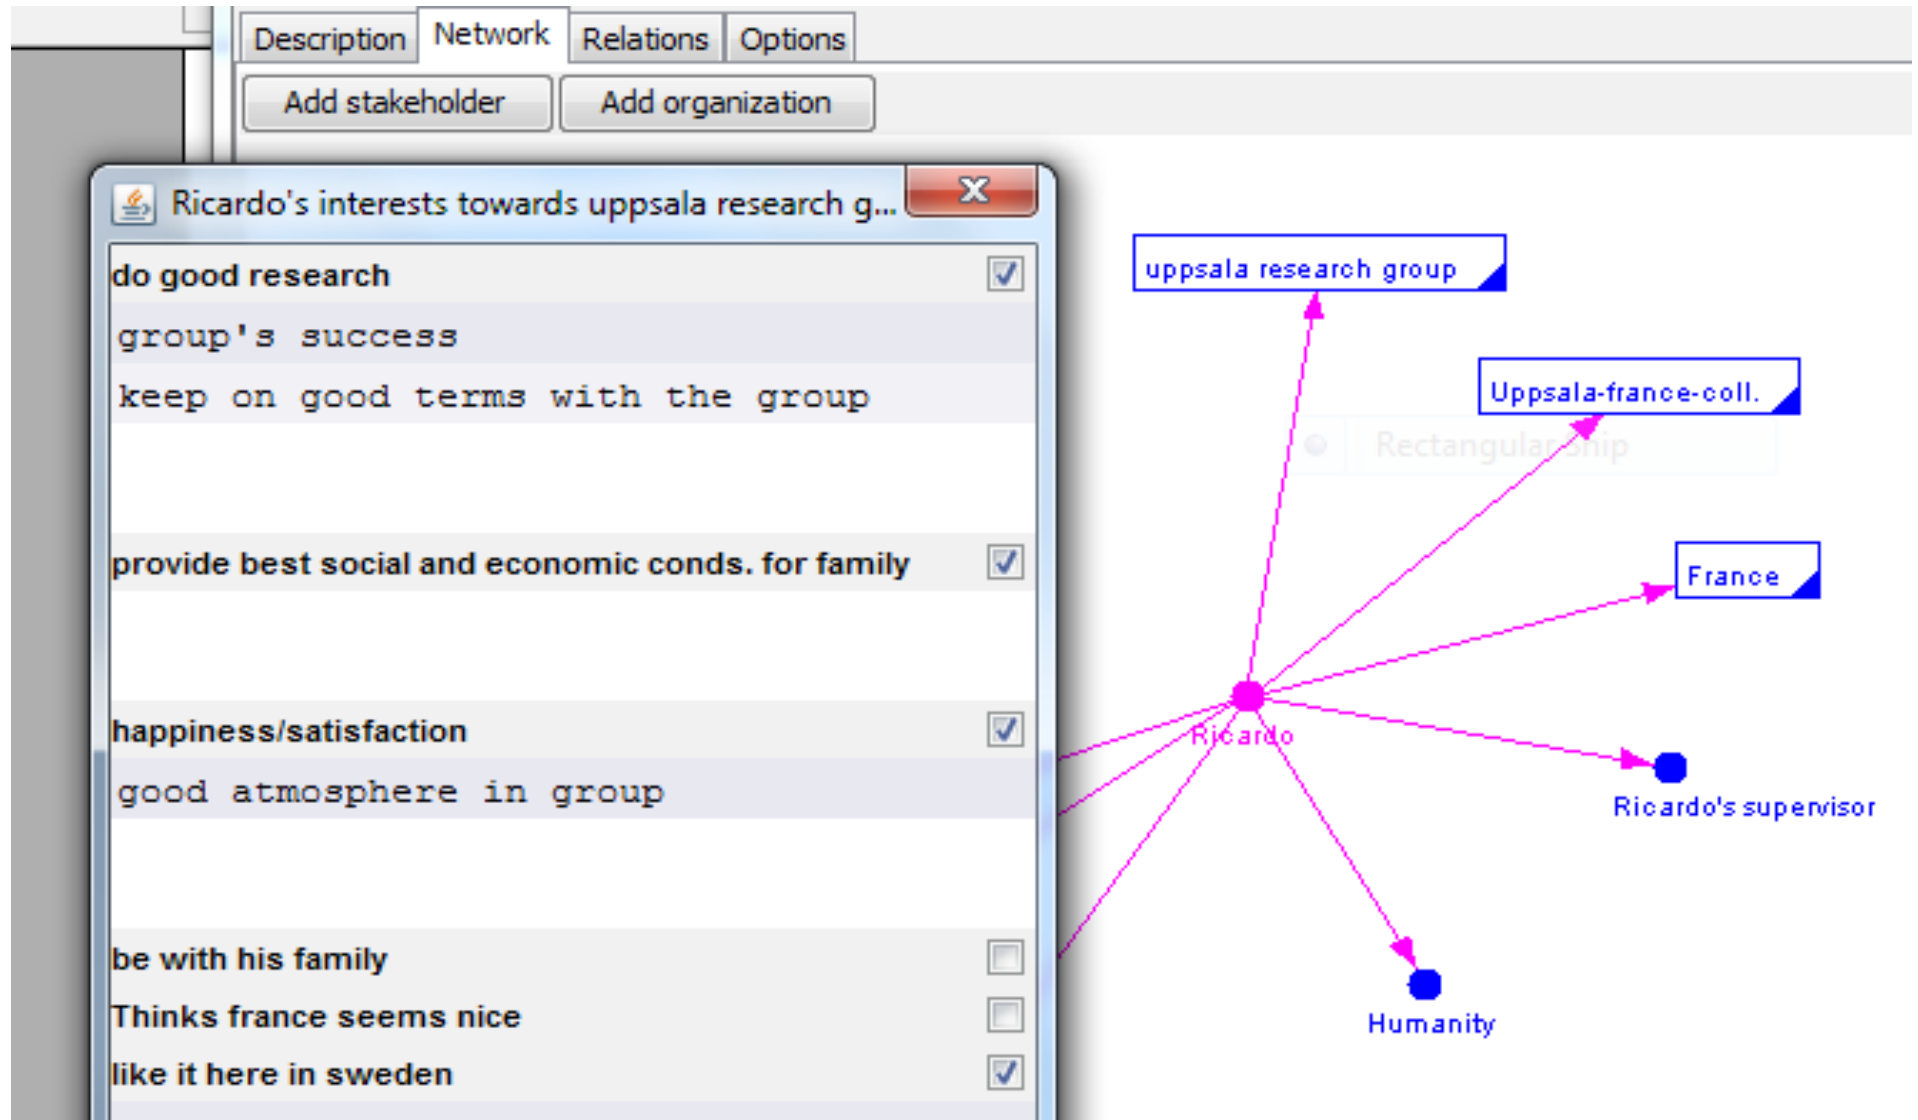 Description Network Relations Options
Add stakeholder Add organization
Ricardo's interests towards uppsala research g...
do good research
group's success
keep on good terms with the group
provide best social and economic conds. for family
happiness/satisfaction
good atmosphere in group
be with his family
Thinks france seems nice
like it here in sweden
uppsala research group
Uppsala-france-coll.
Rectangular Snip
France
Ricardo
Ricardo's supervisor
Humanity